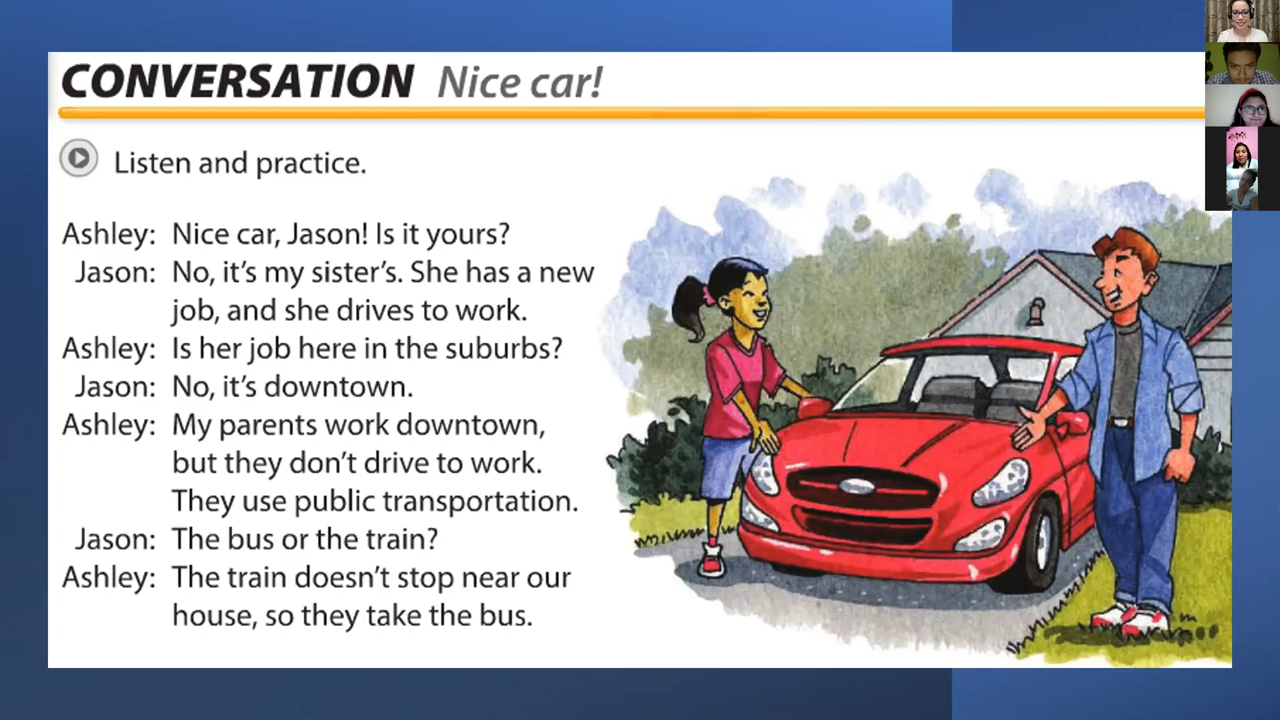 CONVERSATION Nice car!
Listen and practice.
Ashley: Nice car, Jason! Is it yours?
Jason: No, it's my sister's. She has a new
job, and she drives to work.
Ashley: Is her job here in the suburbs?
Jason: No, it's downtown.
Ashley: My parents work downtown,
but they don't drive to work.
They use public transportation.
Jason: The bus or the train?
Ashley: The train doesn't stop near our
house, so they take the bus.